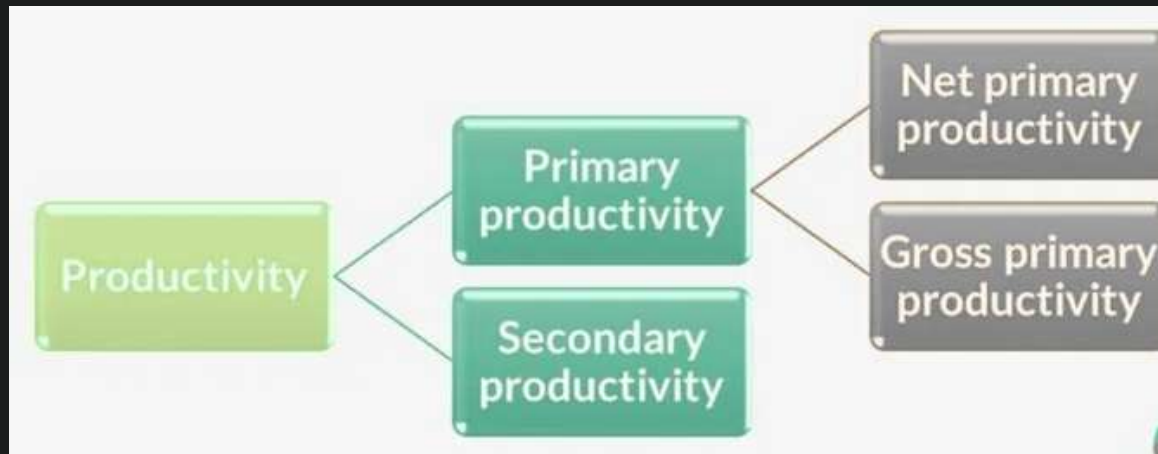 Productivity
Primary
productivity
Secondary
productivity
Net primary
productivity
Gross primary
productivity